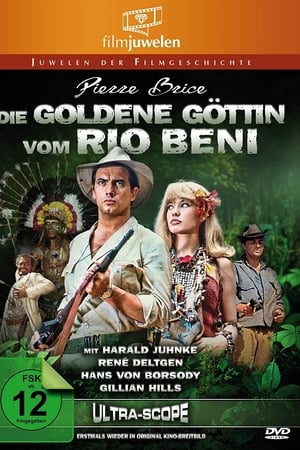 filmjuwelen
JUWELEN DER FILMGESCHICHTE
Pierre Brice
DIE GOLDENE GÖTTIN
VOM RIO BENI
MIT HARALD JUHNKE
RENÉ DELTGEN
HANS VON BORSODY
GILLIAN HILLS
ULTRA-SCOPE
FSK
ab
12
freigegeben
ERSTMALS WIEDER IN ORIGINAL KINO-BREITBILD
DVD
VIDEO